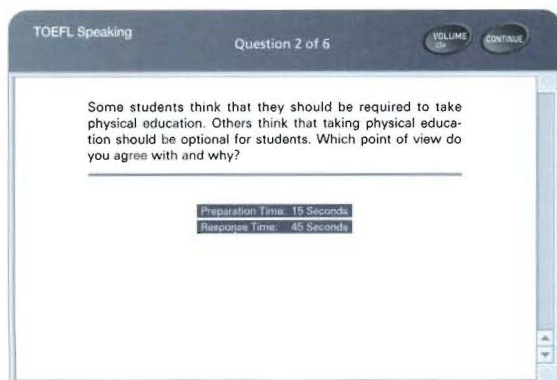 TOEFL Speaking
Question 2 of 6
VOLUME
CONTINUE
Some students think that they should be required to take
physical education. Others think that taking physical educa-
tion should be optional for students. Which point of view do
you agree with and why?
Preparation Time: 15 Seconds
Response Time: 45 Seconds